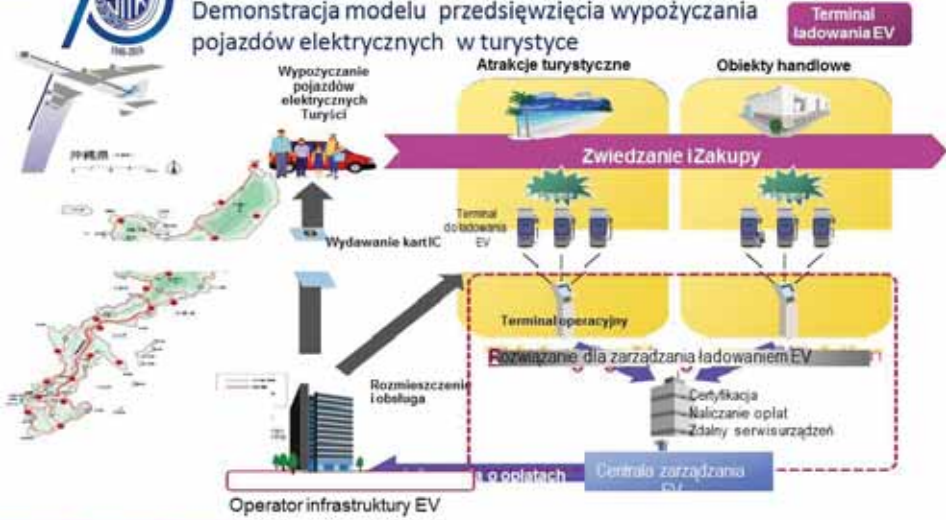 Demonstracja modelu przedsięwzięcia wypożyczania
pojazdów elektrycznych w turystyce
Terminal
ładowania EV
Wypożyczanie
pojazdów
elektrycznych
Turyści
Atrakcje turystyczne
Obiekty handlowe
沖縄県
Zwiedzanie i Zakupy
Terminal
do ładowania
EV
Wydawanie kart IC
Terminal operacyjny
Rozwiązanie dla zarządzania ładowaniem EV
Rozmieszczenie
i obsługa
Certyfikacja
Naliczanie opłat
Zdalny serwis urządzeń
o opłatach
Centrala zarządzania
EV
Operator infrastruktury EV